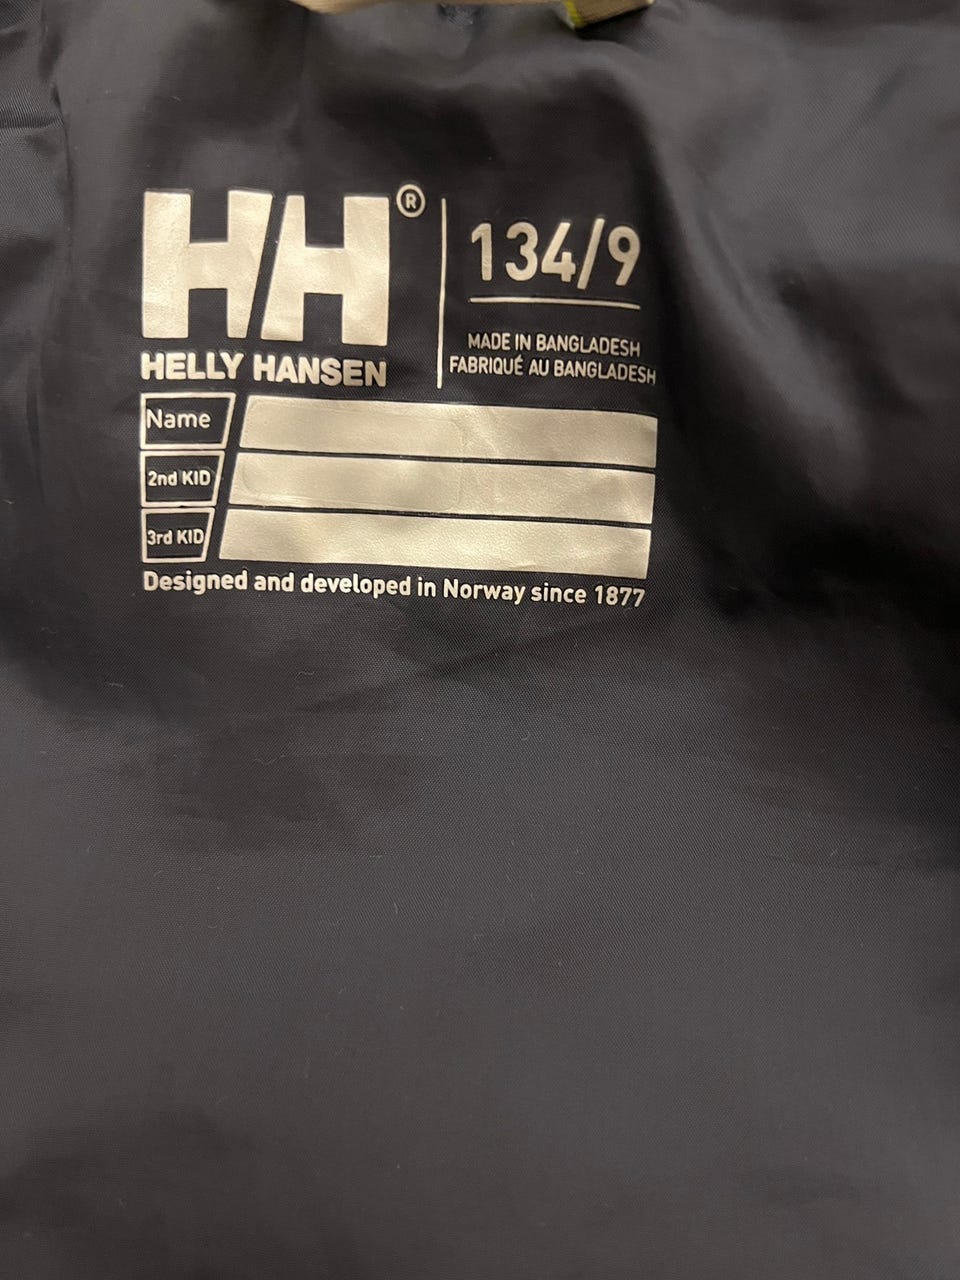 HH®
HELLY HANSEN
134/9
MADE IN BANGLADESH
FABRIQUÉ AU BANGLADESH
Name
2nd KID
3rd KID
Designed and developed in Norway since 1877